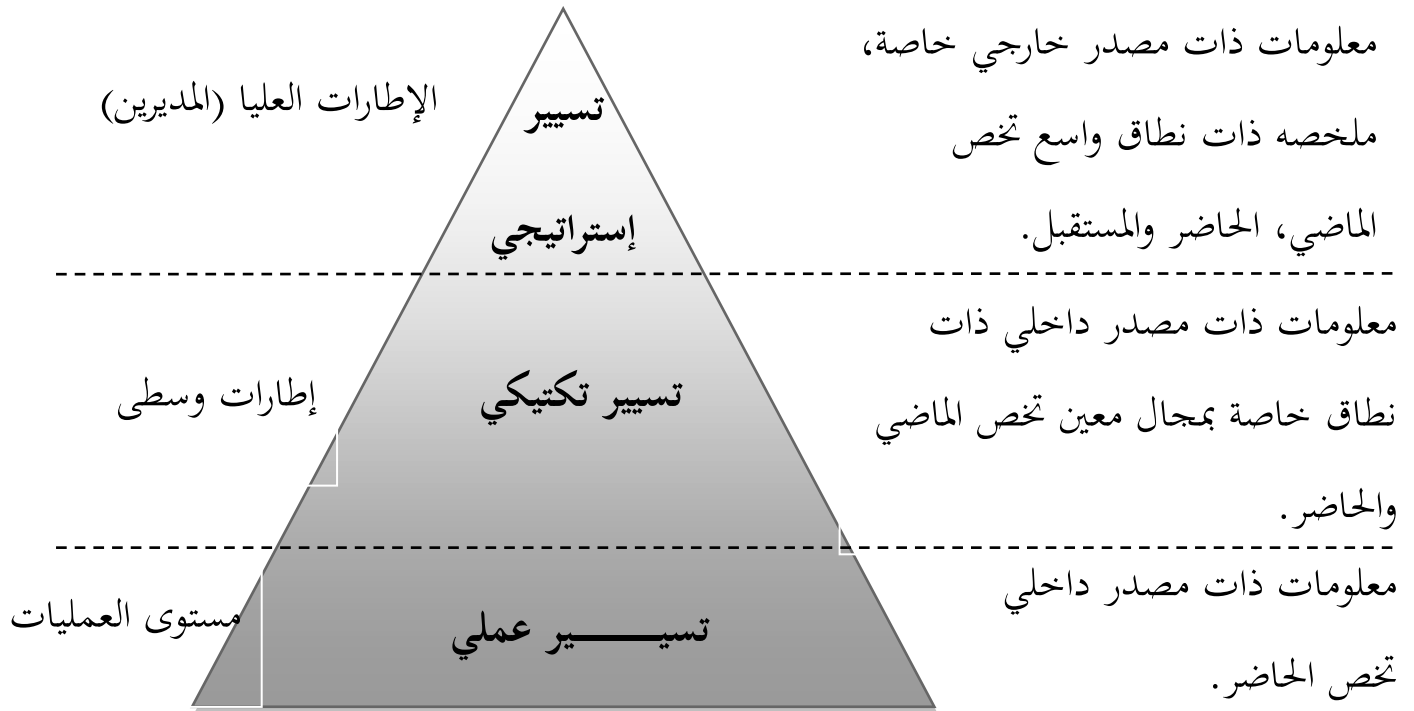 معلومات ذات مصدر خارجي خاصة،
ملخصه ذات نطاق واسع تخص
الماضي، الحاضر والمستقبل.
تسيير
إستراتيجي
الإطارات العليا (المديرين)
معلومات ذات مصدر داخلي ذات
نطاق خاصة بمجال معين تخص الماضي
والحاضر.
تسيير تكتيكي
إطارات وسطى
معلومات ذات مصدر داخلي
تخص الحاضر.
تسيـــــــير عملي
مستوى العمليات